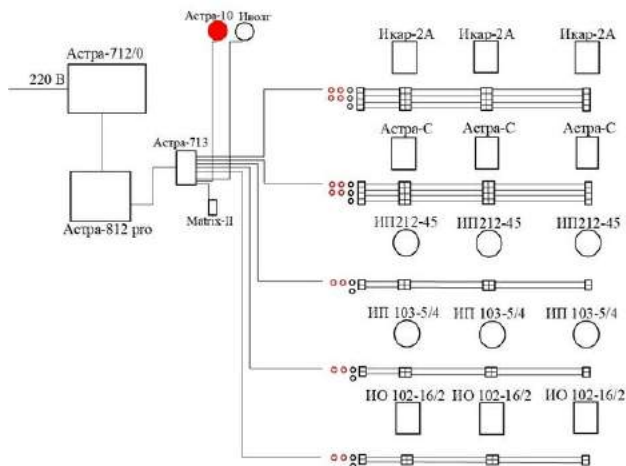 Астра-10
Астра-712/0
220 В
Астра-713
Астра-812 pro
Matrix-II
Икар-2А Икар-2А Икар-2А
Астра-С Астра-С Астра-С
ИП212-45 ИП212-45 ИП212-45
ИП 103-5/4 ИП 103-5/4 ИП 103-5/4
ИО 102-16/2 ИО 102-16/2 ИО 102-16/2